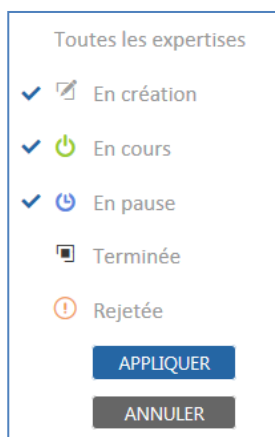 Toutes les expertises
En création
En cours
En pause
Terminée
Rejetée
APPLIQUER
ANNULER